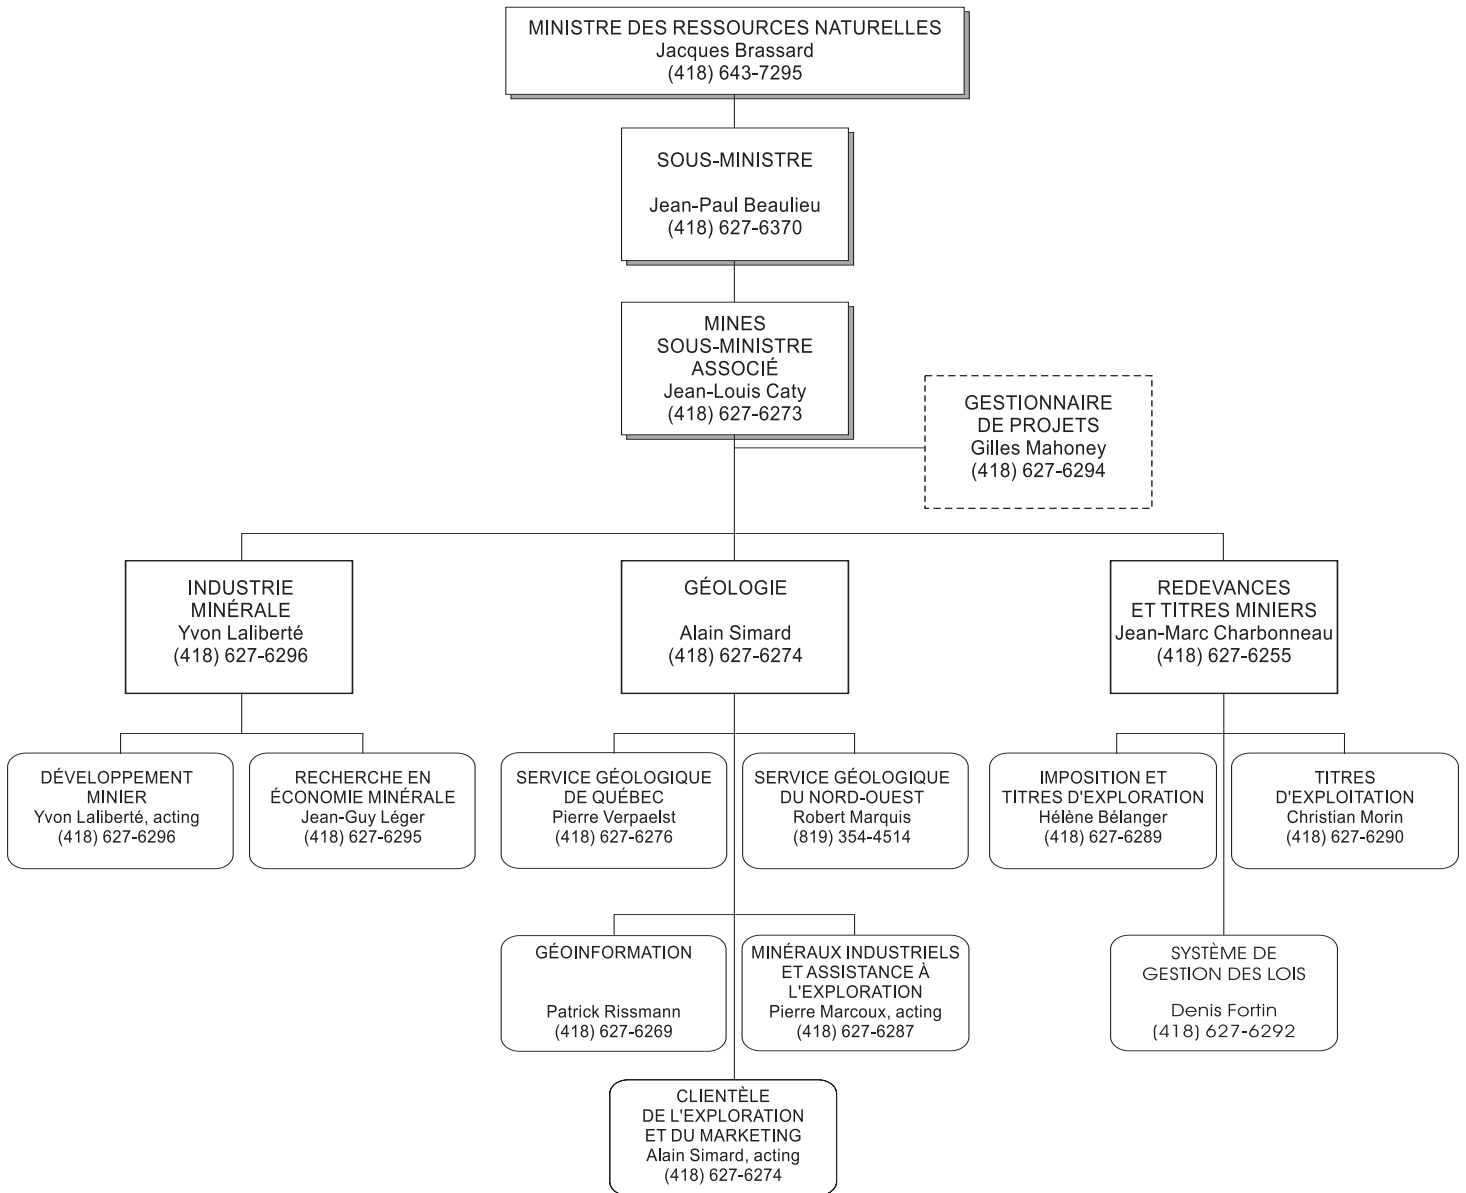 MINISTRE DES RESSOURCES NATURELLES
Jacques Brassard
(418) 643-7295
SOUS-MINISTRE
Jean-Paul Beaulieu
(418) 627-6370
MINES
SOUS-MINISTRE
ASSOCIÉ
Jean-Louis Caty
(418) 627-6273
GESTIONNAIRE
DE PROJETS
Gilles Mahoney
(418) 627-6294
INDUSTRIE
MINÉRALE
Yvon Laliberté
(418) 627-6296
GÉOLOGIE
Alain Simard
(418) 627-6274
REDEVANCES
ET TITRES MINIERS
Jean-Marc Charbonneau
(418) 627-6255
DÉVELOPPEMENT
MINIER
Yvon Laliberté, acting
(418) 627-6296
RECHERCHE EN
ÉCONOMIE MINÉRALE
Jean-Guy Léger
(418) 627-6295
SERVICE GÉOLOGIQUE
DE QUÉBEC
Pierre Verpaelst
(418) 627-6276
SERVICE GÉOLOGIQUE
DU NORD-OUEST
Robert Marquis
(819) 354-4514
IMPOSITION ET
TITRES D'EXPLORATION
Hélène Bélanger
(418) 627-6289
TITRES
D'EXPLOITATION
Christian Morin
(418) 627-6290
GÉOINFORMATION
Patrick Rissmann
(418) 627-6269
MINÉRAUX INDUSTRIELS
ET ASSISTANCE À
L'EXPLORATION
Pierre Marcoux, acting
(418) 627-6287
SYSTÈME DE
GESTION DES LOIS
Denis Fortin
(418) 627-6292
CLIENTÈLE
DE L'EXPLORATION
ET DU MARKETING
Alain Simard, acting
(418) 627-6274